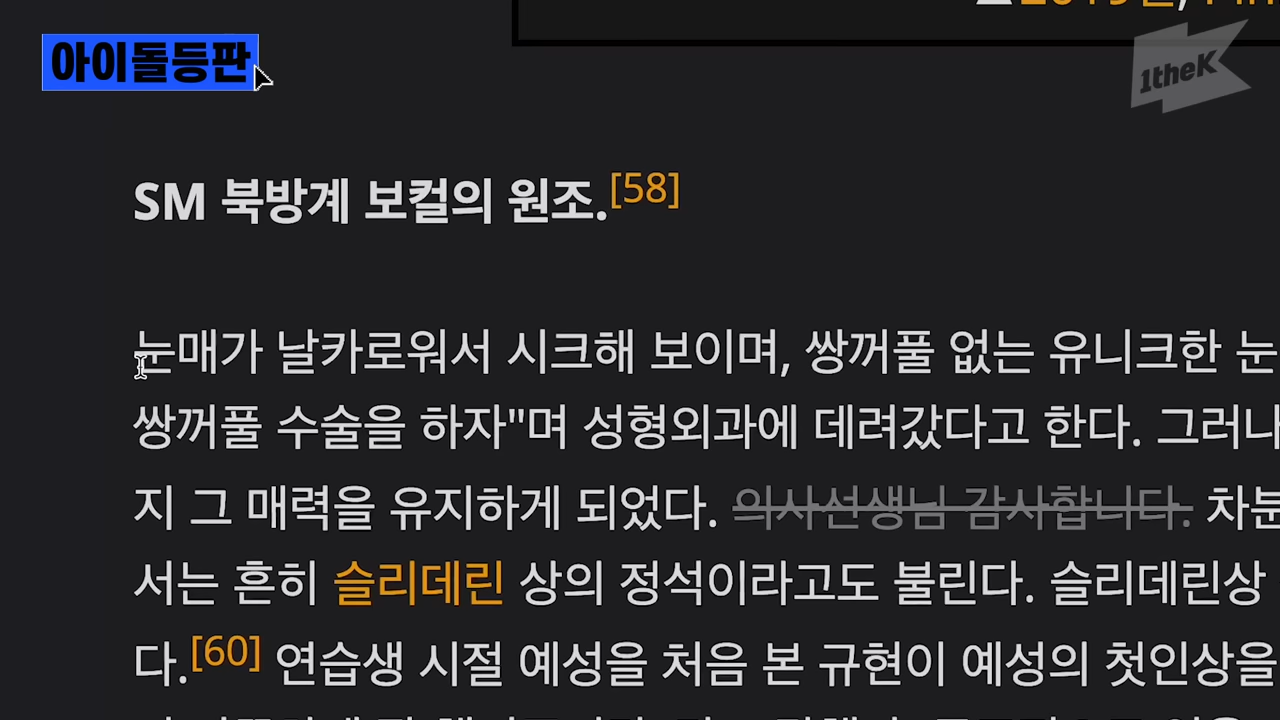 아이돌등판
1theK
SM 북방계 보컬의 원조.[58]
눈매가 날카로워서 시크해 보이며, 쌍꺼풀 없는 유니크한 눈
쌍꺼풀 수술을 하자"며 성형외과에 데려갔다고 한다. 그러나
지 그 매력을 유지하게 되었다. 의사선생님 감사합니다. 차분
서는 흔히 슬리데린 상의 정석이라고도 불린다. 슬리데린상
다.[60] 연습생 시절 예성을 처음 본 규현이 예성의 첫인상을